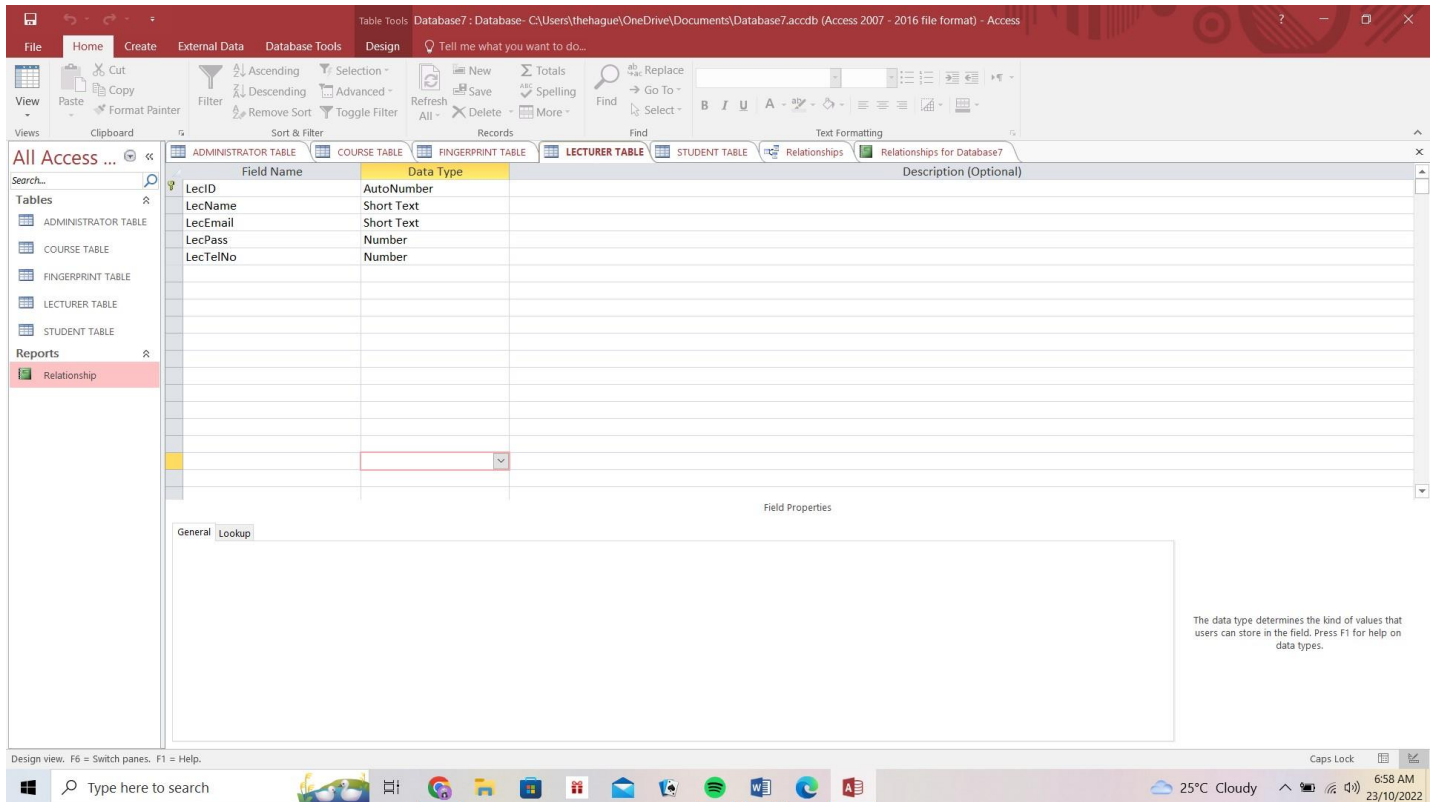 Table Tools Database7 : Database- C:\Users\thehague\OneDrive\Documents\Database7.accdb (Access 2007 - 2016 file format) - Access ?
File Home Create External Data Database Tools Design Tell me what you want to do...
View
Paste
Cut
Copy
Format Painter
Filter
Ascending
Descending
Remove Sort
Selection
Advanced
Toggle Filter
Refresh
All
New
Save
Delete
Totals
Spelling
More
Find
Replace
Go To
Select
B I U A
Views Clipboard Sort & Filter Records Find Text Formatting
All Access ... «
Search...
Tables
ADMINISTRATOR TABLE
COURSE TABLE
FINGERPRINT TABLE
LECTURER TABLE
STUDENT TABLE
Reports
Relationship
ADMINISTRATOR TABLE COURSE TABLE FINGERPRINT TABLE LECTURER TABLE STUDENT TABLE Relationships Relationships for Database7
Field Name Data Type Description (Optional)
LecID AutoNumber
LecName Short Text
LecEmail Short Text
LecPass Number
LecTelNo Number
Field Properties
General Lookup
The data type determines the kind of values that
users can store in the field. Press F1 for help on
data types.
Design view. F6 = Switch panes. F1 = Help. Caps Lock
Type here to search 25°C Cloudy 6:58 AM
23/10/2022